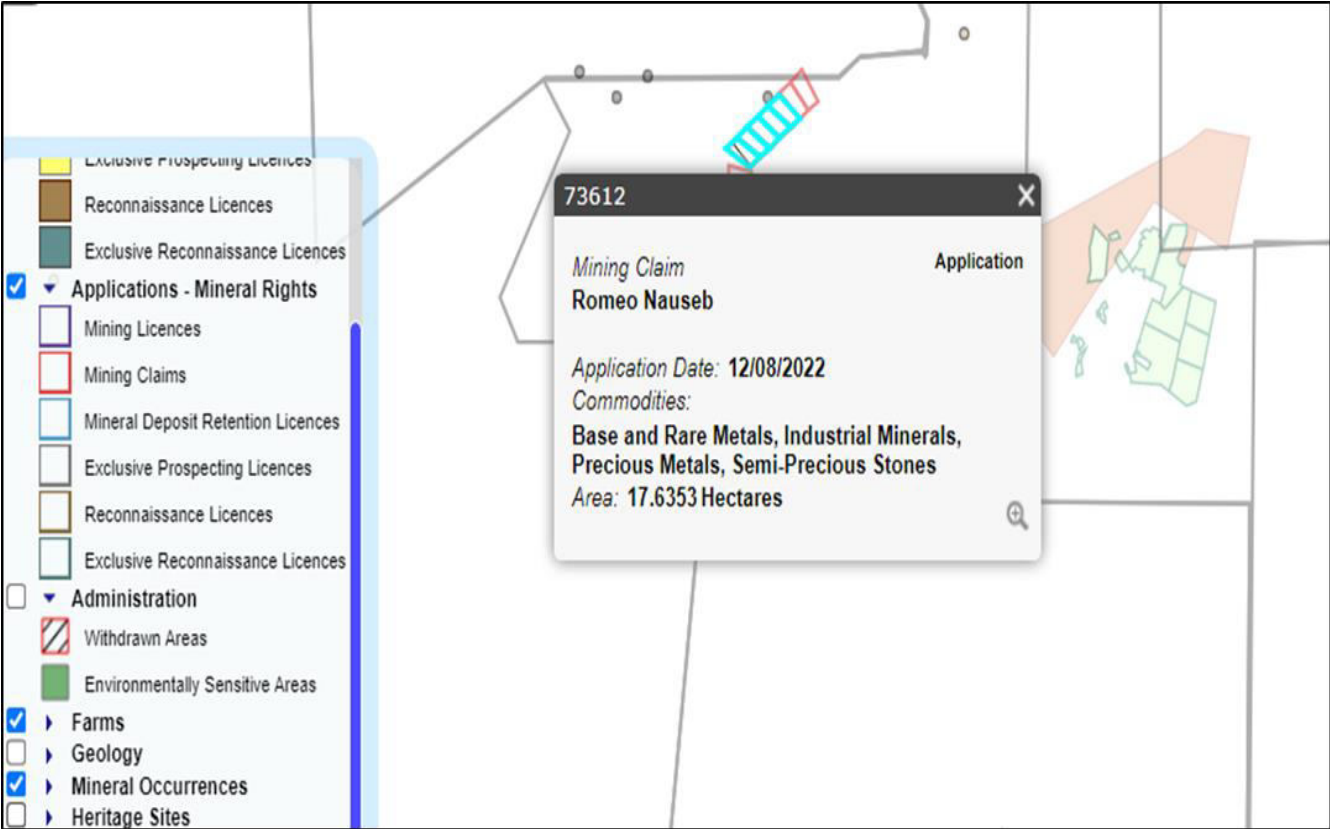 Exclusive Prospecting Licences
Reconnaissance Licences
Exclusive Reconnaissance Licences
Applications - Mineral Rights
Mining Licences
Mining Claims
Mineral Deposit Retention Licences
Exclusive Prospecting Licences
Reconnaissance Licences
Exclusive Reconnaissance Licences
Administration
Withdrawn Areas
Environmentally Sensitive Areas
Farms
Geology
Mineral Occurrences
Heritage Sites
73612
Mining Claim
Application
Romeo Nauseb
Application Date: 12/08/2022
Commodities:
Base and Rare Metals, Industrial Minerals,
Precious Metals, Semi-Precious Stones
Area: 17.6353 Hectares